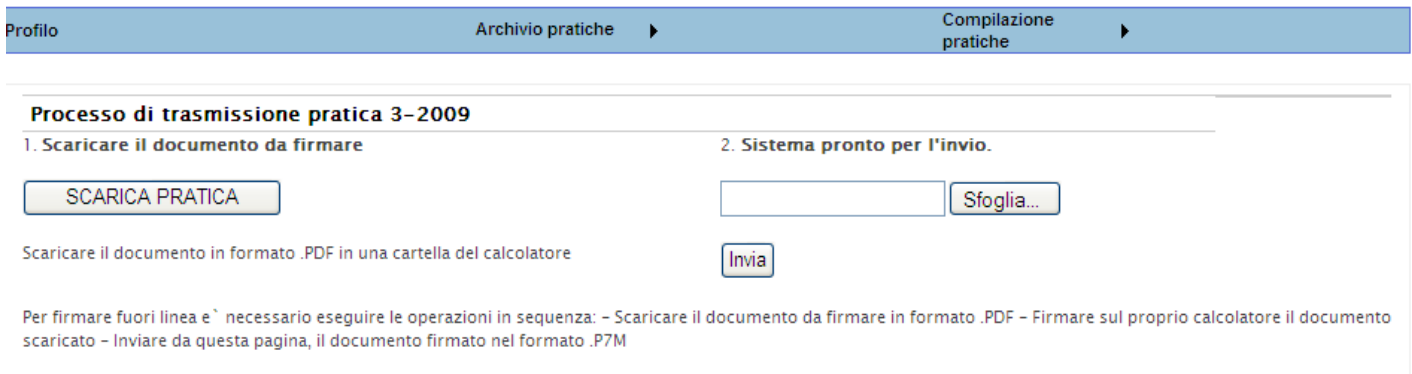 Profilo
Archivio pratiche
Compilazione
pratiche
Processo di trasmissione pratica 3-2009
1. Scaricare il documento da firmare
2. Sistema pronto per l'invio.
SCARICA PRATICA
Sfoglia...
Scaricare il documento in formato .PDF in una cartella del calcolatore
Invia
Per firmare fuori linea e` necessario eseguire le operazioni in sequenza: - Scaricare il documento da firmare in formato .PDF - Firmare sul proprio calcolatore il documento
scaricato - Inviare da questa pagina, il documento firmato nel formato .P7M